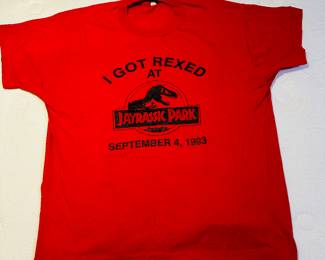 I GOT REXED
AT
JAYRASSIC PARK
SEPTEMBER 4, 1993